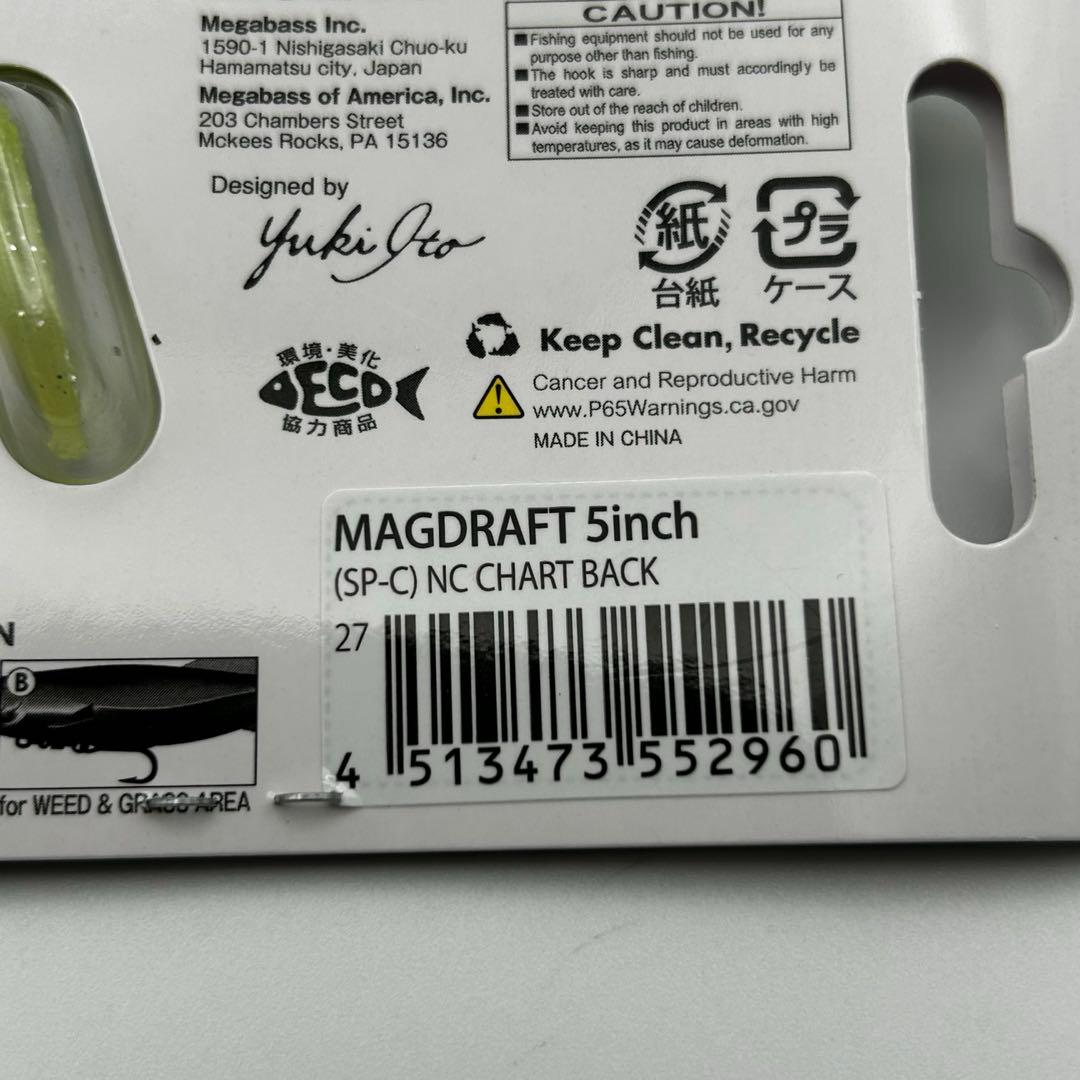 Megabass Inc.
1590-1 Nishigasaki Chuo-ku
Hamamatsu city, Japan
Megabass of America, Inc.
203 Chambers Street
Mckees Rocks, PA 15136
Designed by
Yuki Ito
CAUTION!
■Fishing equipment should not be used for any
purpose other than fishing.
■The hook is sharp and must accordingly be
treated with care.
■Store out of the reach of children.
■Avoid keeping this product in areas with high
temperatures, as it may cause deformation.
紙
台紙
プラ
ケース
環境・美化
ECO
協力商品
Keep Clean, Recycle
Cancer and Reproductive Harm
www.P65Warnings.ca.gov
MADE IN CHINA
MAGDRAFT 5inch
(SP-C) NC CHART BACK
27
4 513473 552960
N
B
for WEED & GRASS AREA